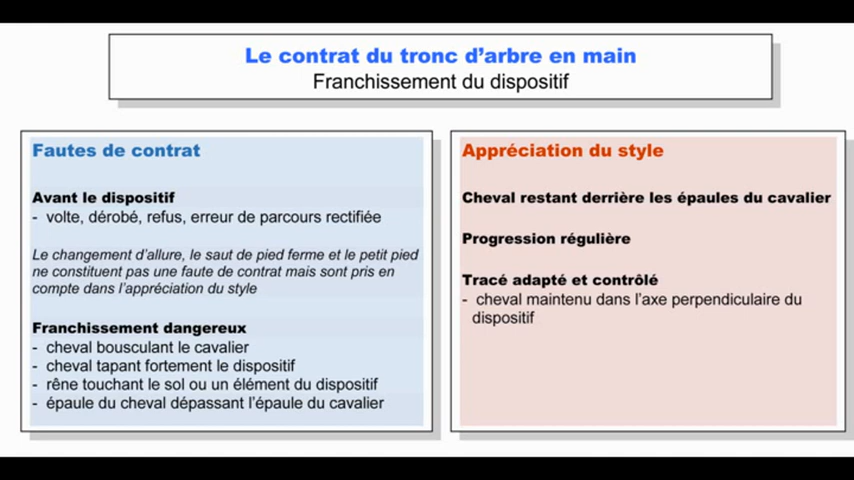 Le contrat du tronc d’arbre en main
Franchissement du dispositif
Fautes de contrat
Avant le dispositif
- volte, dérobé, refus, erreur de parcours rectifiée
Le changement d’allure, le saut de pied ferme et le petit pied
ne constituent pas une faute de contrat mais sont pris en
compte dans l’appréciation du style
Franchissement dangereux
- cheval bousculant le cavalier
- cheval tapant fortement le dispositif
- rêne touchant le sol ou un élément du dispositif
- épaule du cheval dépassant l’épaule du cavalier
Appréciation du style
Cheval restant derrière les épaules du cavalier
Progression régulière
Tracé adapté et contrôlé
- cheval maintenu dans l’axe perpendiculaire du
dispositif